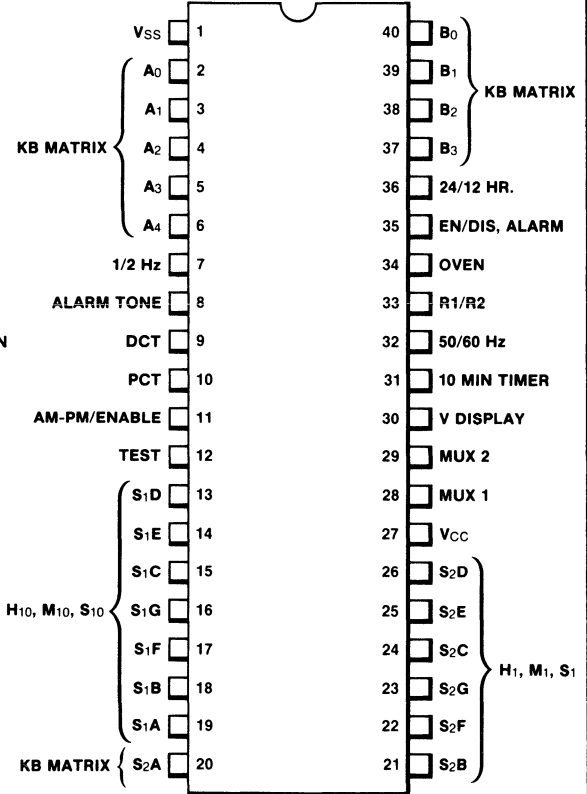 VSS 1 40 B0
A0 2 39 B1
KB MATRIX
A1 3 38 B2
KB MATRIX A2 4 37 B3
A3 5 36 24/12 HR.
A4 6 35 EN/DIS, ALARM
1/2 Hz 7 34 OVEN
ALARM TONE 8 33 R1/R2
N DCT 9 32 50/60 Hz
PCT 10 31 10 MIN TIMER
AM-PM/ENABLE 11 30 V DISPLAY
TEST 12 29 MUX 2
S1D 13 28 MUX 1
S1E 14 27 VCC
S1C 15 26 S2D
H10, M10, S10 S1G 16 25 S2E
S1F 17 24 S2C
H1, M1, S1
S1B 18 23 S2G
S1A 19 22 S2F
KB MATRIX S2A 20 21 S2B